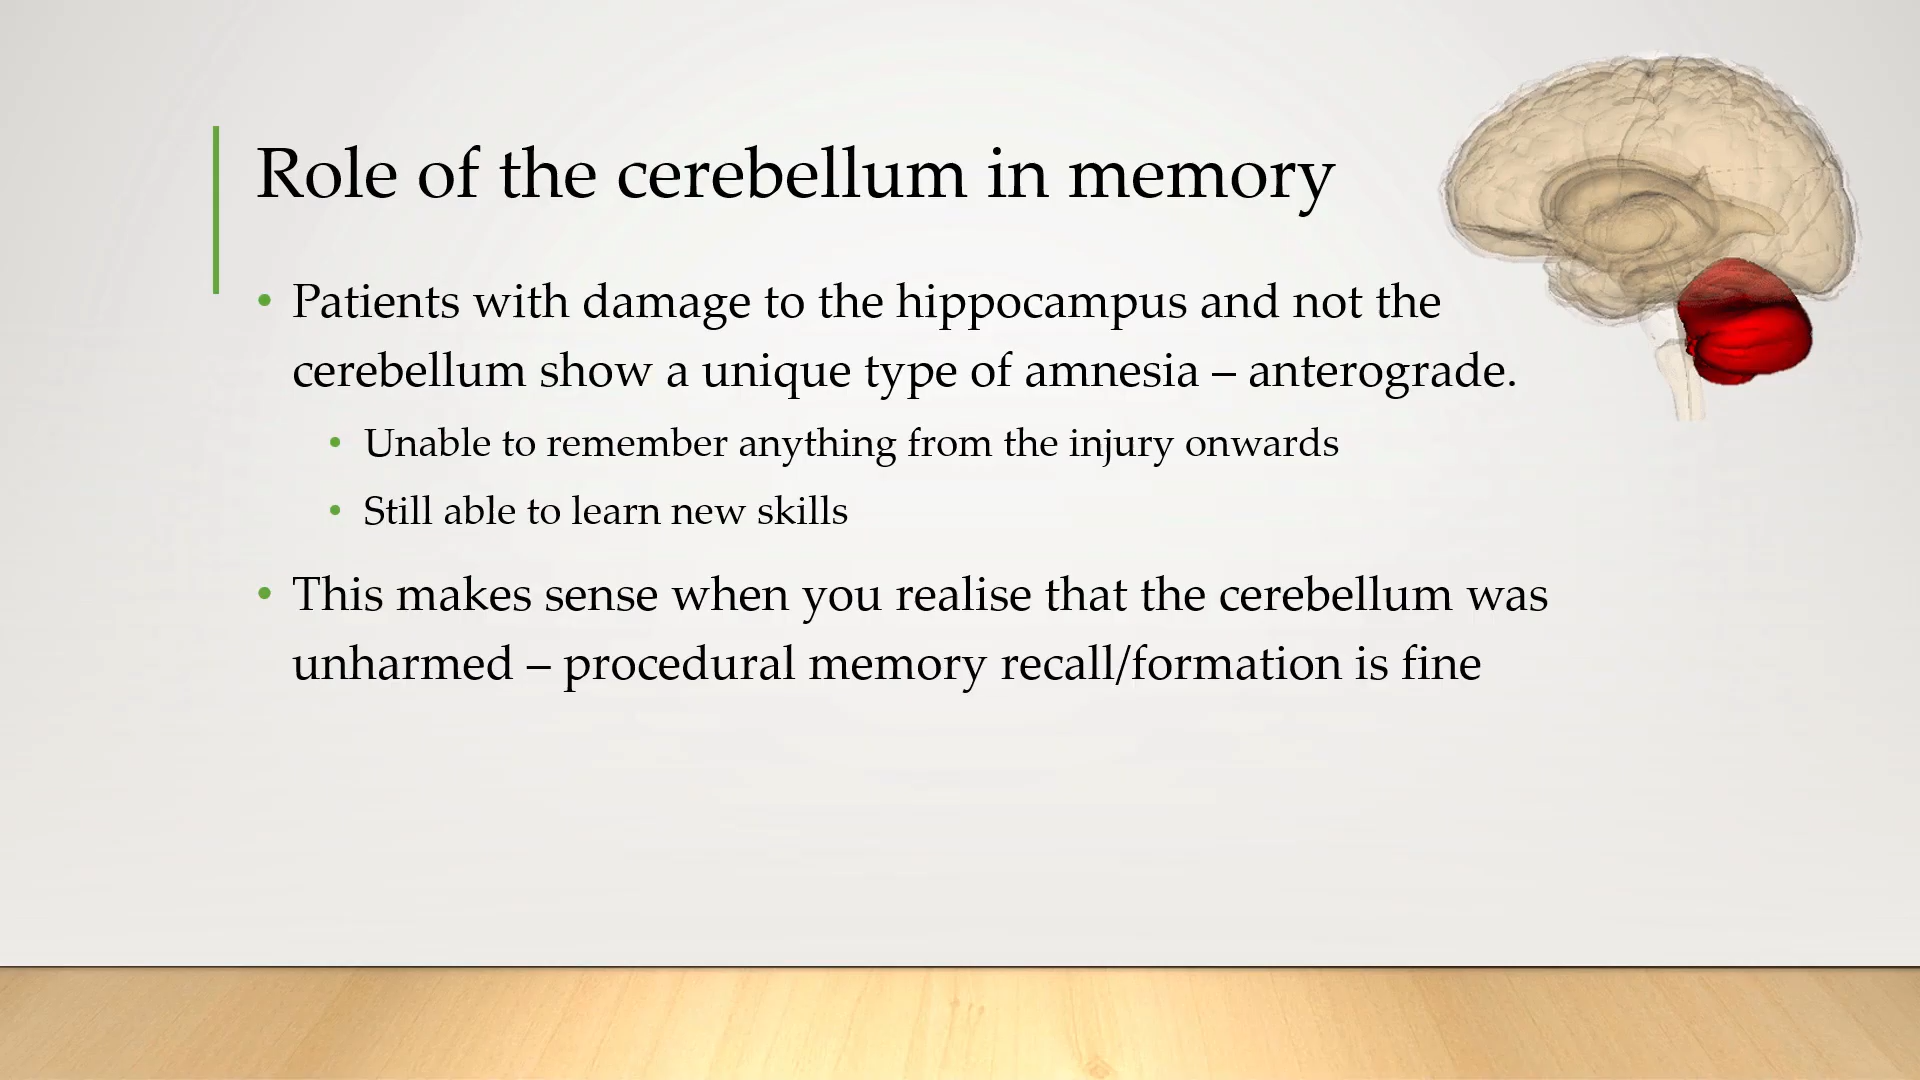 Role of the cerebellum in memory
• Patients with damage to the hippocampus and not the
cerebellum show a unique type of amnesia – anterograde.
• Unable to remember anything from the injury onwards
• Still able to learn new skills
• This makes sense when you realise that the cerebellum was
unharmed – procedural memory recall/formation is fine